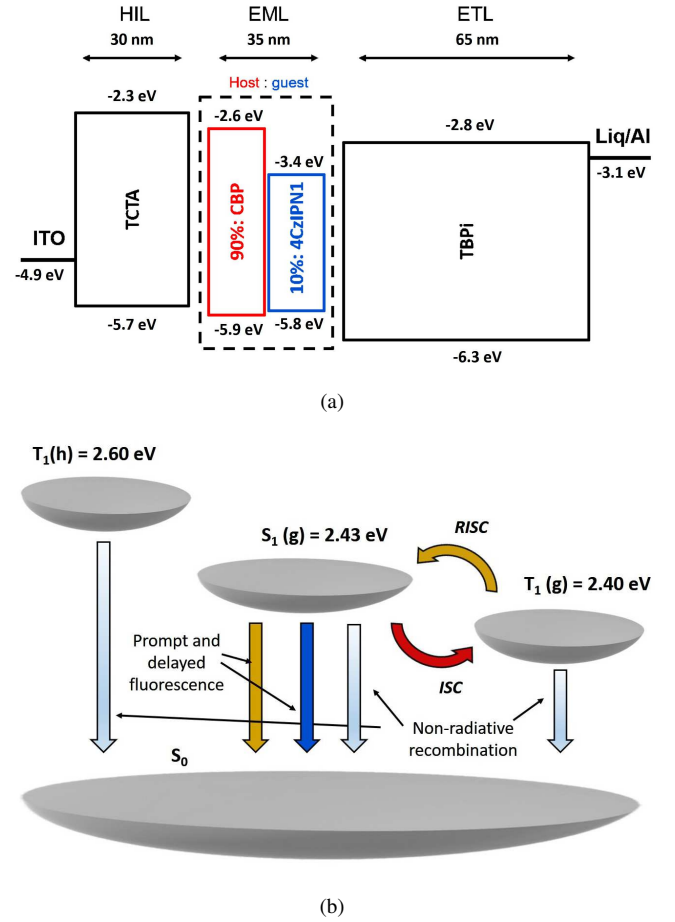 HIL EML ETL
30 nm 35 nm 65 nm
Host : guest
-2.3 eV -2.6 eV -2.8 eV
Liq/Al
-3.4 eV -3.1 eV
TCTA
90%: CBP
10%: 4CzIPN1
TBPi
ITO
-4.9 eV
-5.7 eV -5.9 eV -5.8 eV
-6.3 eV
(a)
T₁(h) = 2.60 eV
S₁ (g) = 2.43 eV RISC
T₁ (g) = 2.40 eV
Prompt and
delayed
fluorescence
ISC
Non-radiative
recombination
S₀
(b)